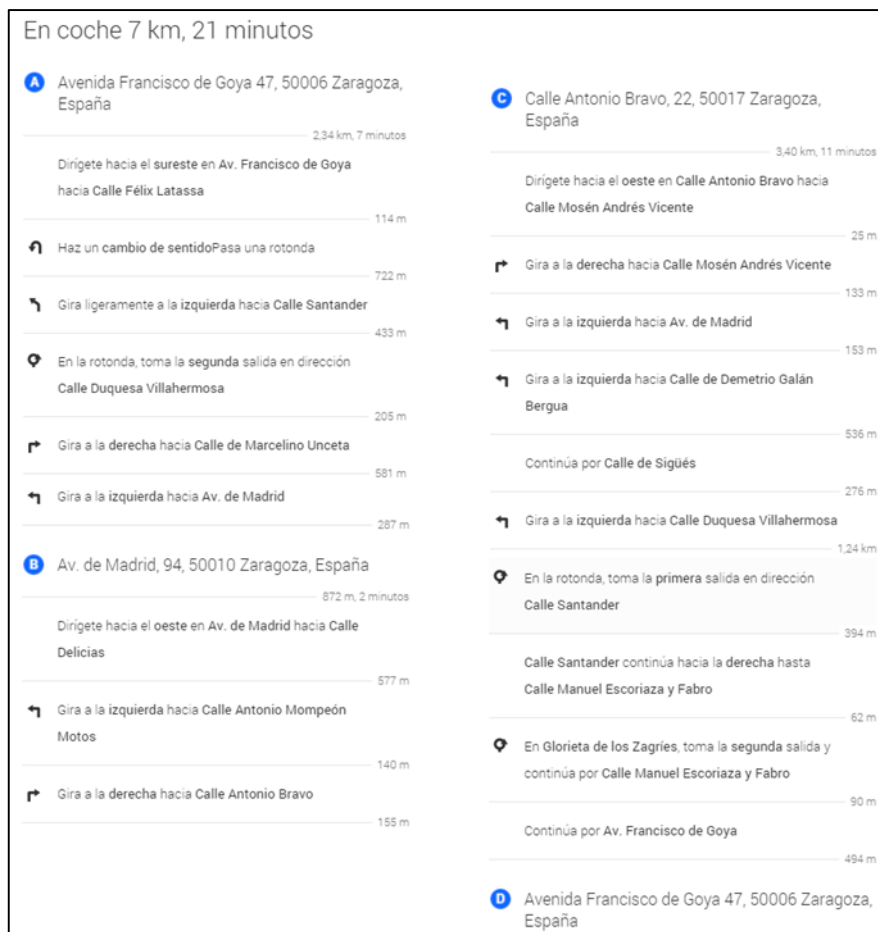 En coche 7 km, 21 minutos
A
Avenida Francisco de Goya 47, 50006 Zaragoza,
España
2,34 km, 7 minutos
Dirígete hacia el sureste en Av. Francisco de Goya
hacia Calle Félix Latassa
114 m
Haz un cambio de sentidoPasa una rotonda
722 m
Gira ligeramente a la izquierda hacia Calle Santander
433 m
En la rotonda, toma la segunda salida en dirección
Calle Duquesa Villahermosa
205 m
Gira a la derecha hacia Calle de Marcelino Unceta
581 m
Gira a la izquierda hacia Av. de Madrid
287 m
B
Av. de Madrid, 94, 50010 Zaragoza, España
872 m, 2 minutos
Dirígete hacia el oeste en Av. de Madrid hacia Calle
Delicias
577 m
Gira a la izquierda hacia Calle Antonio Mompeón
Motos
140 m
Gira a la derecha hacia Calle Antonio Bravo
155 m
C
Calle Antonio Bravo, 22, 50017 Zaragoza,
España
3,40 km, 11 minutos
Dirígete hacia el oeste en Calle Antonio Bravo hacia
Calle Mosén Andrés Vicente
25 m
Gira a la derecha hacia Calle Mosén Andrés Vicente
133 m
Gira a la izquierda hacia Av. de Madrid
153 m
Gira a la izquierda hacia Calle de Demetrio Galán
Bergua
536 m
Continúa por Calle de Sigüés
276 m
Gira a la izquierda hacia Calle Duquesa Villahermosa
1,24 km
En la rotonda, toma la primera salida en dirección
Calle Santander
394 m
Calle Santander continúa hacia la derecha hasta
Calle Manuel Escoriaza y Fabro
62 m
En Glorieta de los Zagríes, toma la segunda salida y
continúa por Calle Manuel Escoriaza y Fabro
90 m
Continúa por Av. Francisco de Goya
494 m
D
Avenida Francisco de Goya 47, 50006 Zaragoza,
España